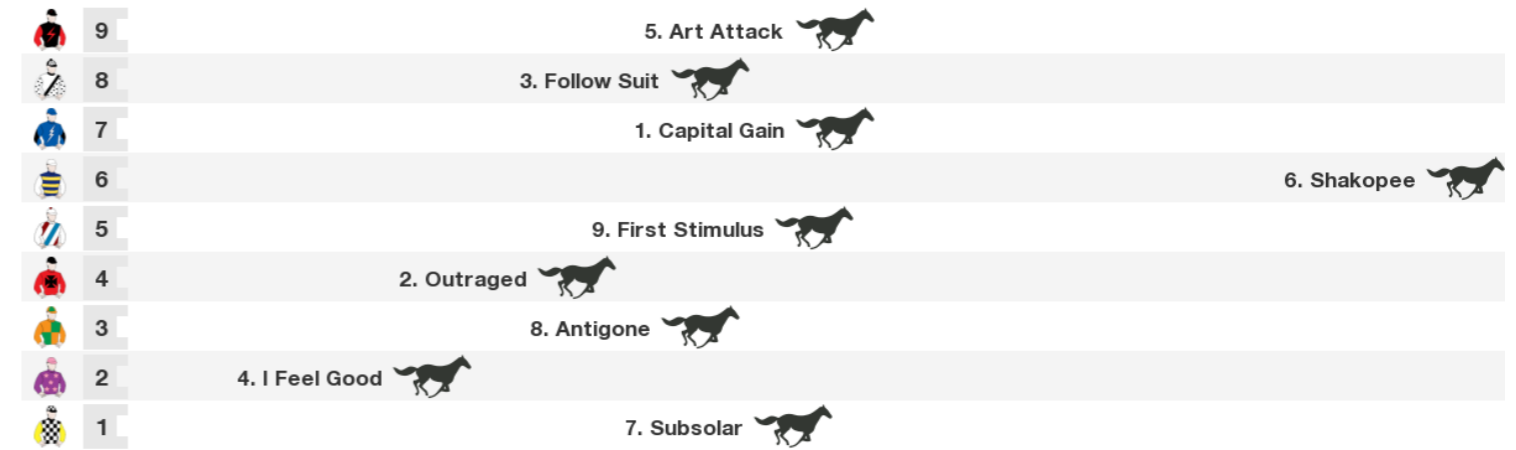 9 5. Art Attack
8 3. Follow Suit
7 1. Capital Gain
6 6. Shakopee
5 9. First Stimulus
4 2. Outraged
3 8. Antigone
2 4. I Feel Good
1 7. Subsolar